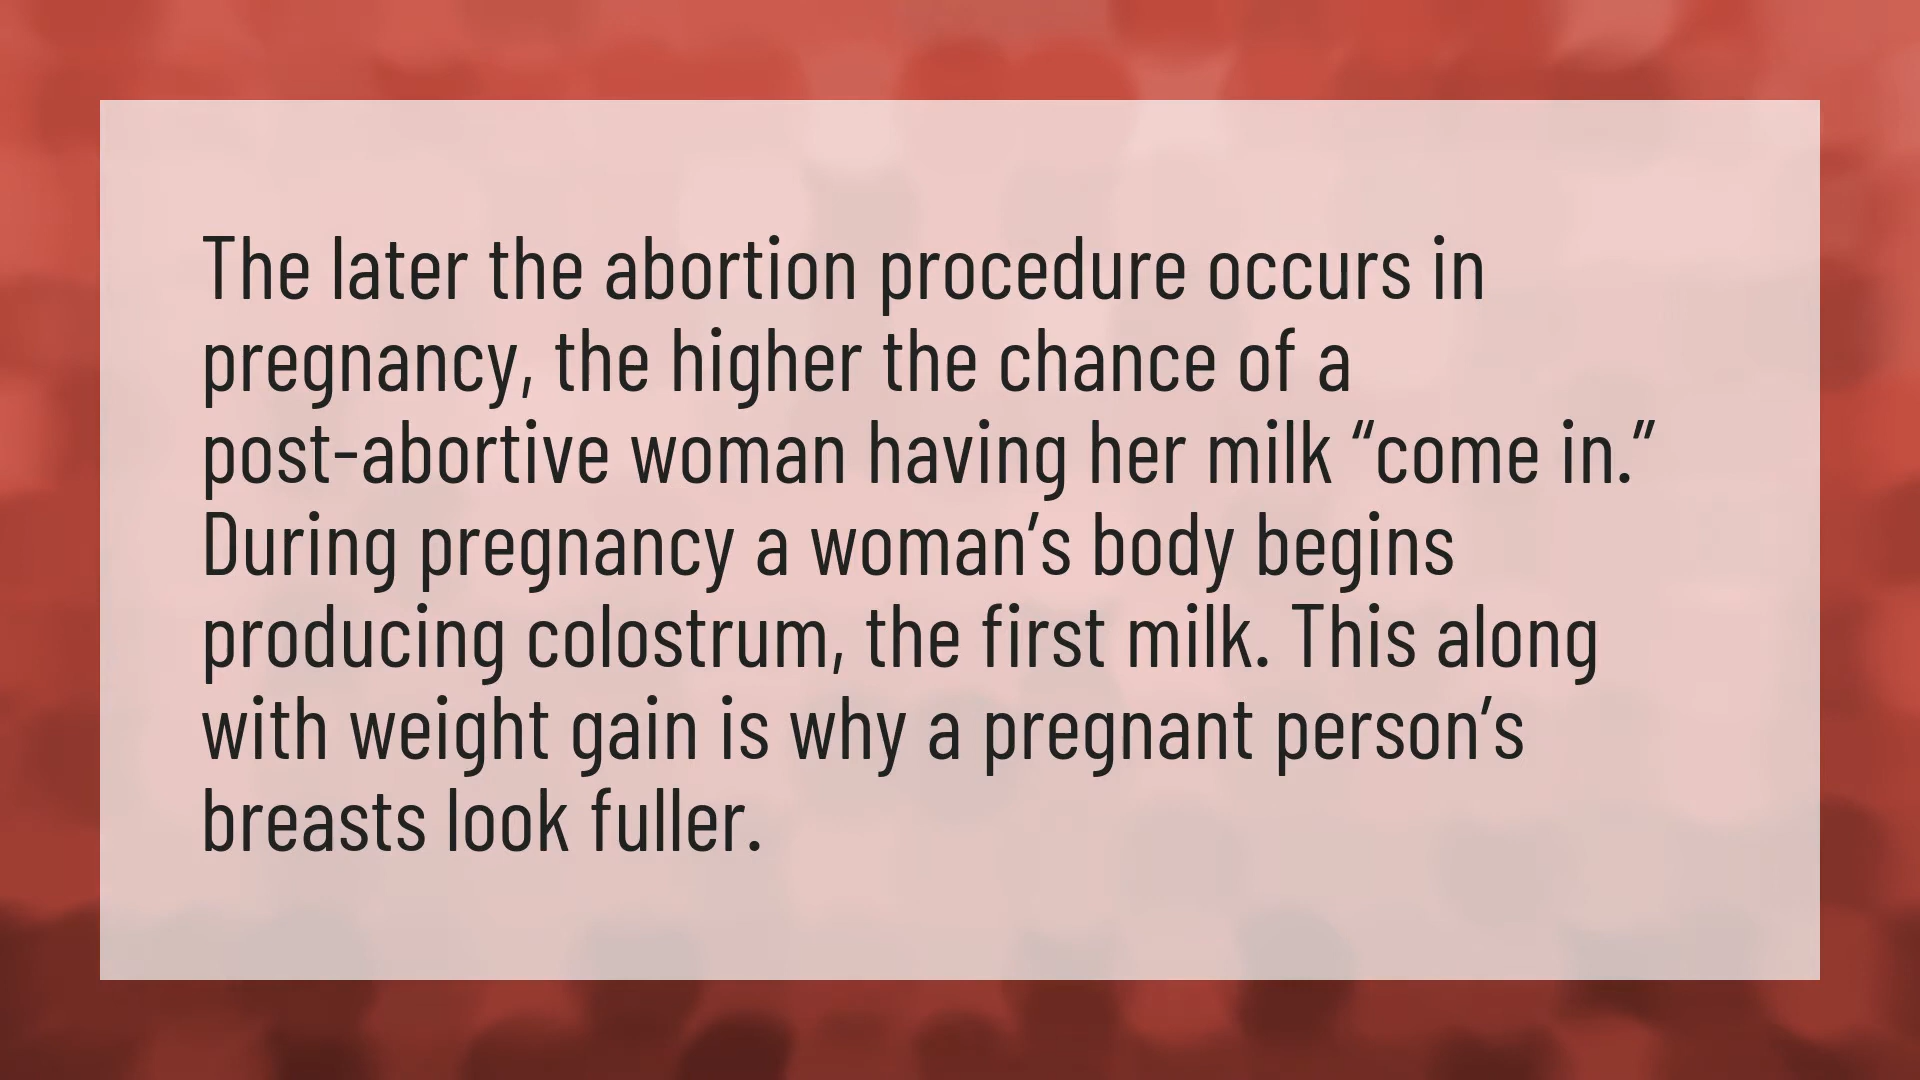 The later the abortion procedure occurs in
pregnancy, the higher the chance of a
post-abortive woman having her milk “come in.”
During pregnancy a woman’s body begins
producing colostrum, the first milk. This along
with weight gain is why a pregnant person’s
breasts look fuller.